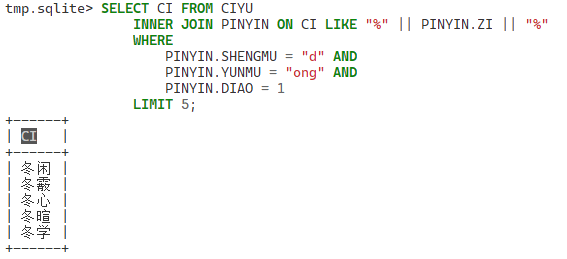 tmp.sqlite> SELECT CI FROM CIYU
INNER JOIN PINYIN ON CI LIKE "%" || PINYIN.ZI || "%"
WHERE
PINYIN.SHENGMU = "d" AND
PINYIN.YUNMU = "ong" AND
PINYIN.DIAO = 1
LIMIT 5;
+------+
| CI   |
+------+
| 冬闲 |
| 冬霰 |
| 冬心 |
| 冬暄 |
| 冬学 |
+------+